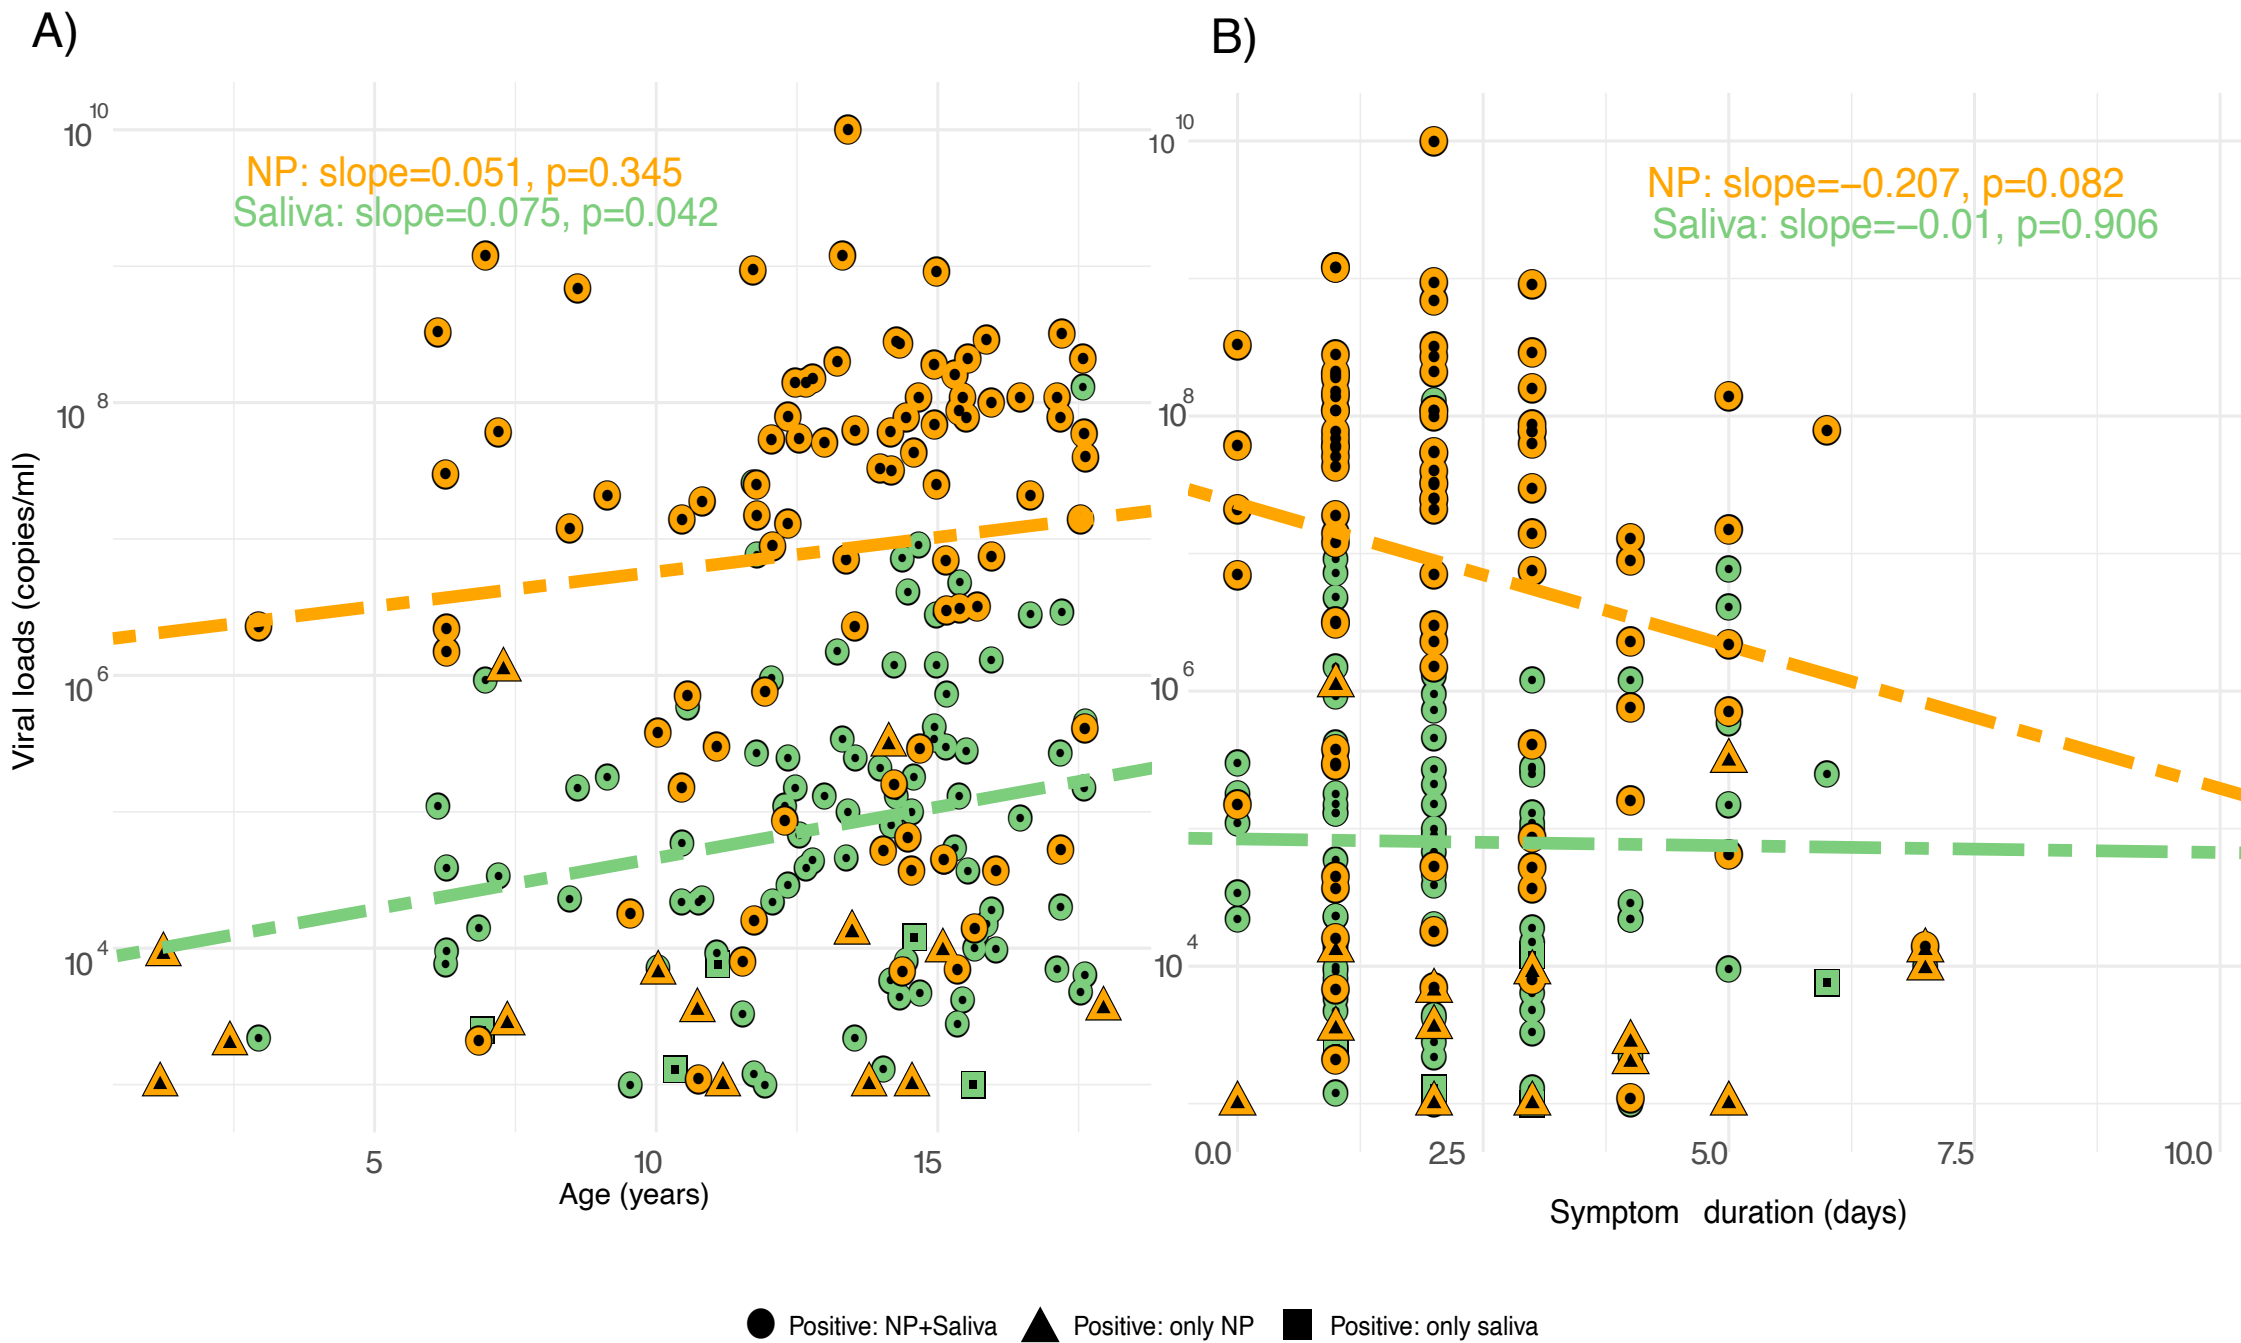 A)
B)
NP: slope=0.051, p=0.345
Saliva: slope=0.075, p=0.042
NP: slope=−0.207, p=0.082
Saliva: slope=−0.01, p=0.906
Viral loads (copies/ml)
10 10
10 8
10 6
10 4
5 10 15
Age (years)
10 10
10 8
10 6
10 4
0.0 2.5 5.0 7.5 10.0
Symptom duration (days)
Positive: NP+Saliva Positive: only NP Positive: only saliva